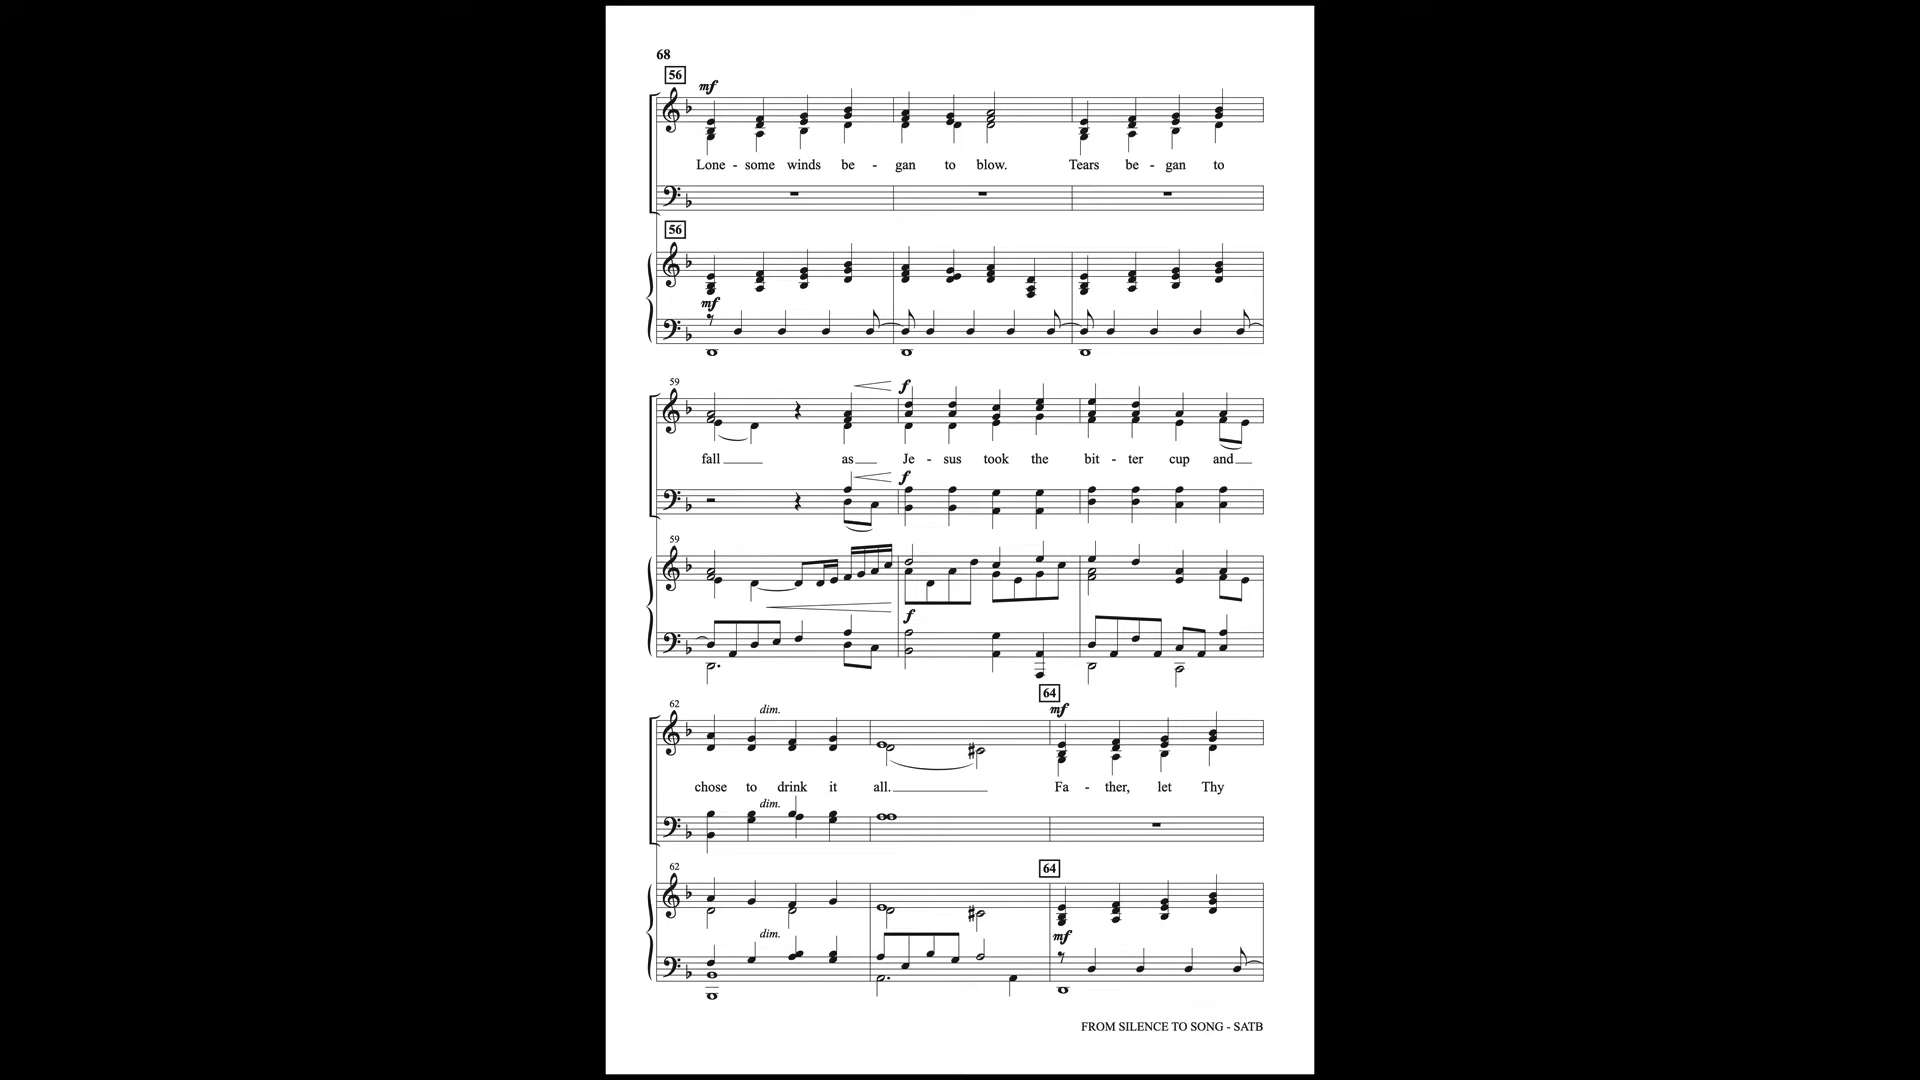 68
56
mf
Lone - some winds be - gan to blow. Tears be - gan to
56
mf
59
f
fall as Je - sus took the bit - ter cup and
f
59
f
64
62
dim.
mf
chose to drink it all. Fa - ther, let Thy
dim.
62
64
dim.
mf
FROM SILENCE TO SONG - SATB